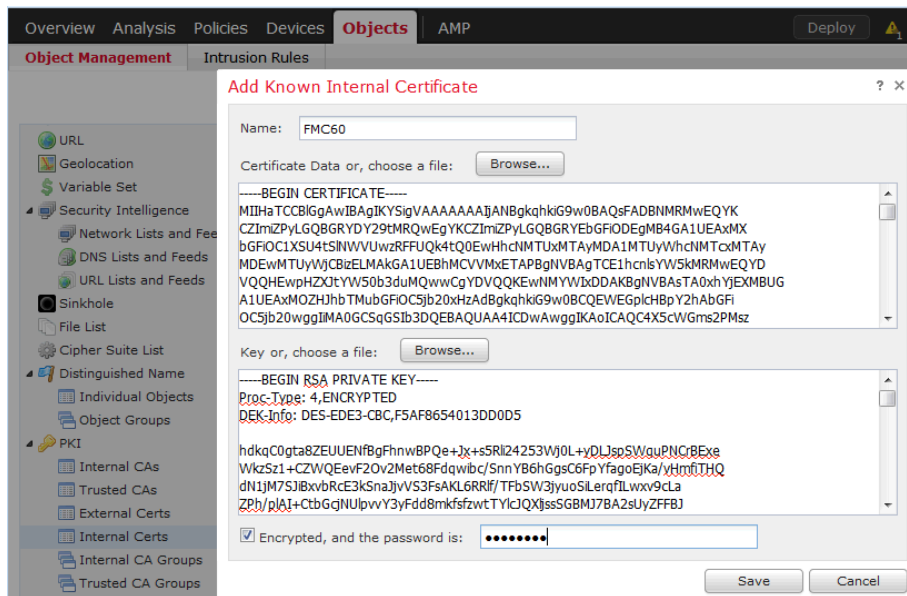 Overview Analysis Policies Devices Objects AMP Deploy 1
Object Management Intrusion Rules
Add Known Internal Certificate ? ×
Name: FMC60
Certificate Data or, choose a file: Browse...
-----BEGIN CERTIFICATE-----
MIIHaTCCBlGgAwIBAgIKYSigVAAAAAAAIjANBgkqhkiG9w0BAQsFADBNMRMwEQYK
CZImiZPyLGQBGRYDY29tMRQwEgYKCZImiZPyLGQBGRYEbGFiODEgMB4GA1UEAxMX
bGFiOC1XSU4tSlNWVUwzRFFUQk4tQ0EwHhcNMTUxMTAyMDA1MTUyWhcNMTcxMTAy
MDEwMTUyWjCBizELMAkGA1UEBhMCVVMxETAPBgNVBAgTCE1hcnlsYW5kMRMwEQYD
VQQHEwpHZXJtYW50b3duMQwwCgYDVQQKEwNMYWIxDDAKBgNVBAsTA0xhYjEXMBUG
A1UEAxMOZHJhbTMubGFiOC5jb20xHzAdBgkqhkiG9w0BCQEWEGplcHBpY2hAbGFi
OC5jb20wggIiMA0GCSqGSIb3DQEBAQUAA4ICDwAwggIKAoICAQC4X5cWGms2PMsz
Key or, choose a file: Browse...
-----BEGIN RSA PRIVATE KEY-----
Proc-Type: 4,ENCRYPTED
DEK-Info: DES-EDE3-CBC,F5AF8654013DD0D5
hdkqC0gta8ZEUUENfBgFhnwBPQe+Jx+s5Rli24253Wj0L+yDLJspSWquPNCrBExe
WkzSz1+CZWQEevF2Ov2Met68Fdqwibc/SnnYB6hGgsC6FpYfagoEjKa/yHmfiTHQ
dN1jM7SJiBxvbRcE3kSnaJjvVS3FsAKL6RRlf/TFbSW3jyuoSiLerqfILwxv9cLa
ZPh/plAI+CtbGcjNUlpvvY3yFdd8mkfsfzwtTYlcJQXljssSGBMJ7BA2sUyZFFBJ
Encrypted, and the password is: ••••••••
Save Cancel
URL
Geolocation
Variable Set
Security Intelligence
Network Lists and Fee
DNS Lists and Feeds
URL Lists and Feeds
Sinkhole
File List
Cipher Suite List
Distinguished Name
Individual Objects
Object Groups
PKI
Internal CAs
Trusted CAs
External Certs
Internal Certs
Internal CA Groups
Trusted CA Groups